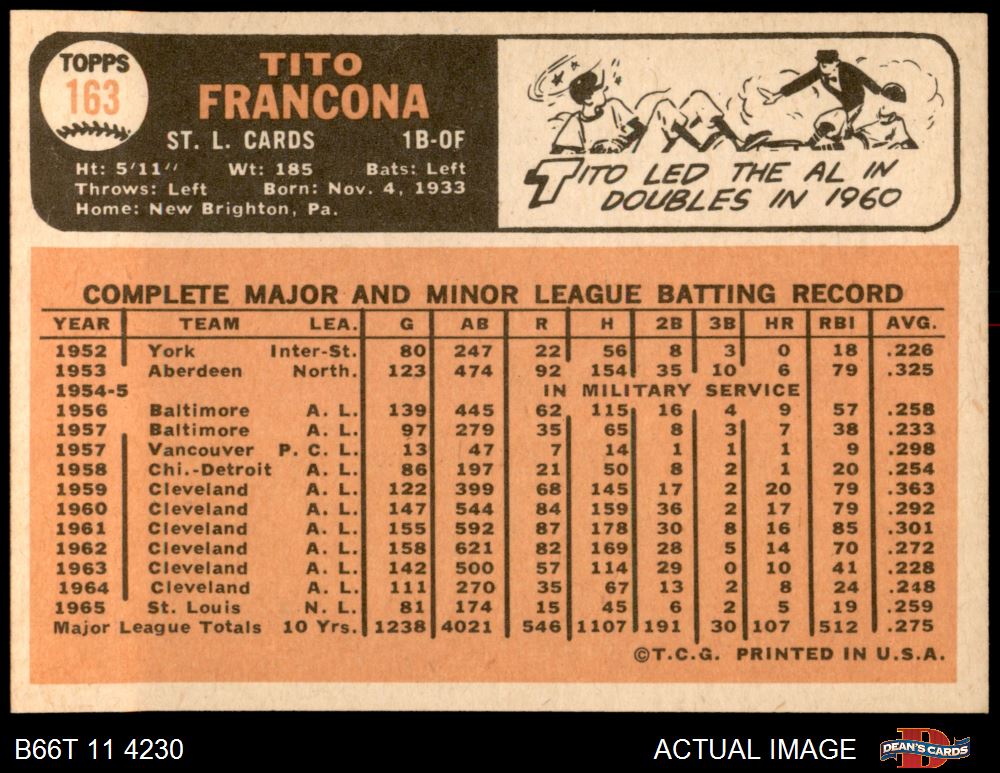 TOPPS
163
TITO
FRANCONA
ST. L. CARDS 1B-OF
Ht: 5'11" Wt: 185 Bats: Left
Throws: Left Born: Nov. 4, 1933
Home: New Brighton, Pa.
TITO LED THE AL IN
DOUBLES IN 1960
COMPLETE MAJOR AND MINOR LEAGUE BATTING RECORD
YEAR TEAM LEA. G AB R H 2B 3B HR RBI AVG.
1952 York Inter-St. 80 247 22 56 8 3 0 18 .226
1953 Aberdeen North. 123 474 92 154 35 10 6 79 .325
1954-5 IN MILITARY SERVICE
1956 Baltimore A. L. 139 445 62 115 16 4 9 57 .258
1957 Baltimore A. L. 97 279 35 65 8 3 7 38 .233
1957 Vancouver P. C. L. 13 47 7 14 1 1 1 9 .298
1958 Chi.-Detroit A. L. 86 197 21 50 8 2 1 20 .254
1959 Cleveland A. L. 122 399 68 145 17 2 20 79 .363
1960 Cleveland A. L. 147 544 84 159 36 2 17 79 .292
1961 Cleveland A. L. 155 592 87 178 30 8 16 85 .301
1962 Cleveland A. L. 158 621 82 169 28 5 14 70 .272
1963 Cleveland A. L. 142 500 57 114 29 0 10 41 .228
1964 Cleveland A. L. 111 270 35 67 13 2 8 24 .248
1965 St. Louis N. L. 81 174 15 45 6 2 5 19 .259
Major League Totals 10 Yrs. 1238 4021 546 1107 191 30 107 512 .275
©T.C.G. PRINTED IN U.S.A.
B66T 11 4230 ACTUAL IMAGE DEAN'S CARDS